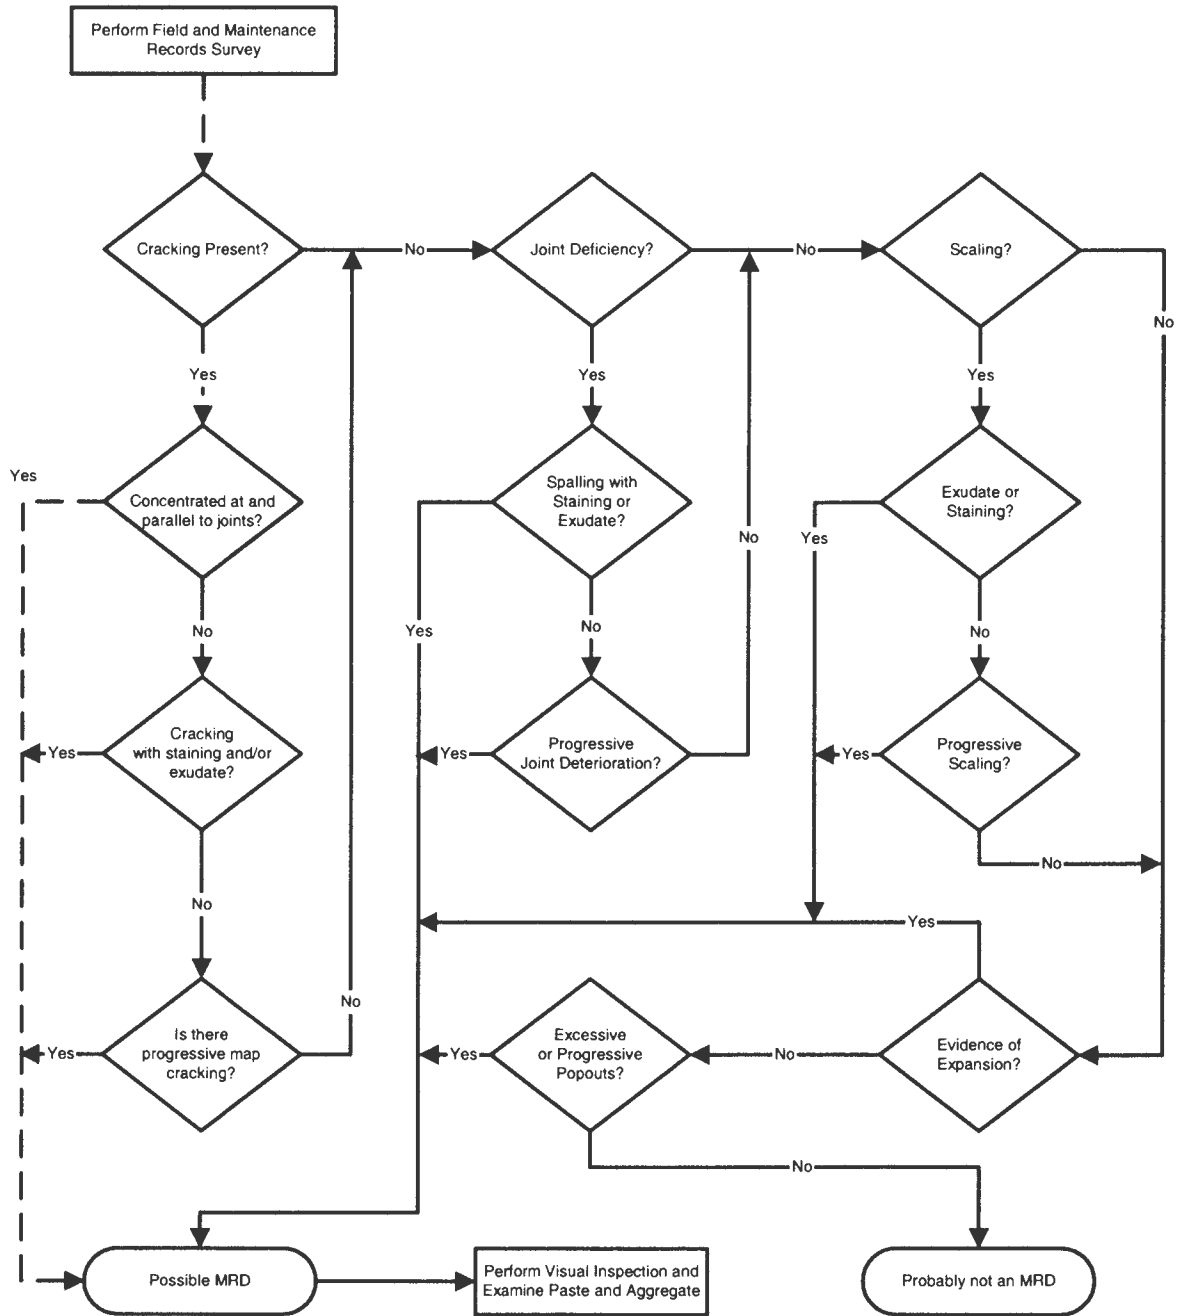 Perform Field and Maintenance
Records Survey
Cracking Present?
No
Joint Deficiency?
No
Scaling?
No
Yes
Yes
Yes
Yes
Concentrated at and
parallel to joints?
Spalling with
Staining or
Exudate?
Exudate or
Staining?
No
Yes
No
Yes
No
No
Cracking
with staining and/or
exudate?
Yes
Progressive
Joint Deterioration?
Yes
Progressive
Scaling?
Yes
No
No
Yes
No
Is there
progressive map
cracking?
Yes
Excessive
or Progressive
Popouts?
Yes
No
Evidence of
Expansion?
No
Possible MRD
Perform Visual Inspection and
Examine Paste and Aggregate
Probably not an MRD